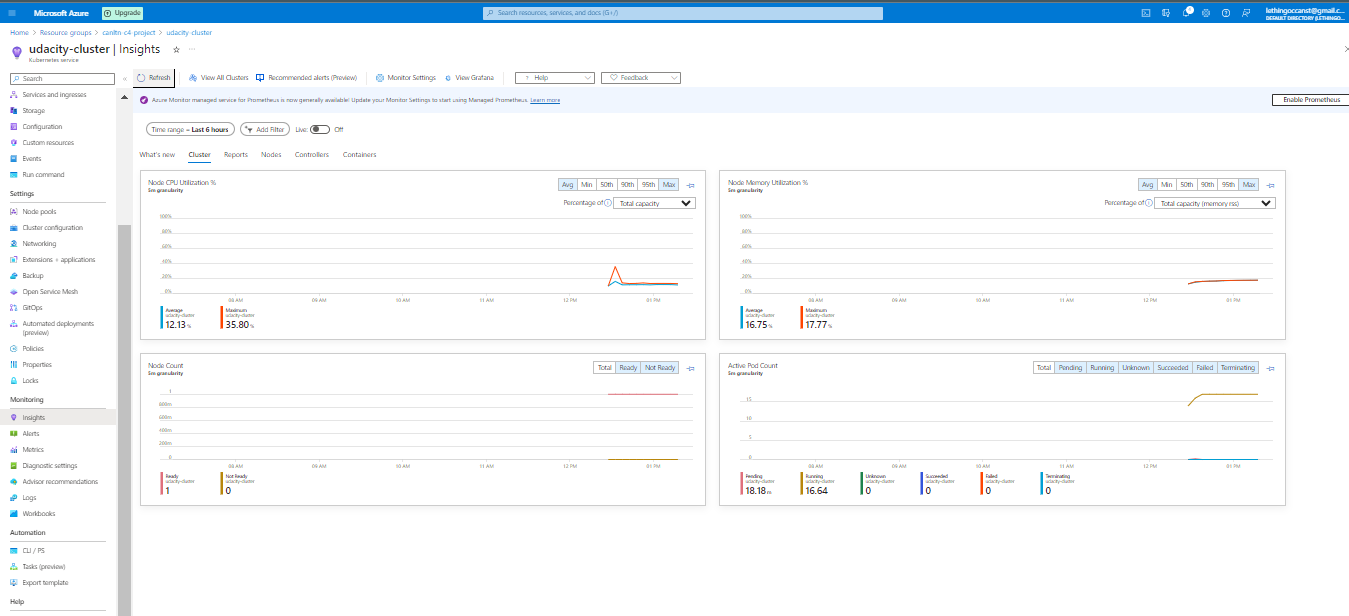 Microsoft Azure
Upgrade
Search resources, services, and docs (G+/)
lethingoccanst@gmail.c...
DEFAULT DIRECTORY (LETHINGO...
Home > Resource groups > canltn-c4-project > udacity-cluster
udacity-cluster | Insights
Kubernetes service
Search
Refresh
View All Clusters
Recommended alerts (Preview)
Monitor Settings
View Grafana
Help
Feedback
Services and ingresses
Storage
Configuration
Custom resources
Events
Run command
Settings
Node pools
Cluster configuration
Networking
Extensions + applications
Backup
Open Service Mesh
GitOps
Automated deployments
(preview)
Policies
Properties
Locks
Monitoring
Insights
Alerts
Metrics
Diagnostic settings
Advisor recommendations
Logs
Workbooks
Automation
CLI / PS
Tasks (preview)
Export template
Help
Azure Monitor managed service for Prometheus is now generally available! Update your Monitor Settings to start using Managed Prometheus. Learn more
Enable Prometheus
Time range = Last 6 hours
Add Filter
Live:
Off
What's new
Cluster
Reports
Nodes
Controllers
Containers
Node CPU Utilization %
5m granularity
Avg Min 50th 90th 95th Max
Percentage of Total capacity
100%
80%
60%
40%
20%
0%
08 AM 09 AM 10 AM 11 AM 12 PM 01 PM
Average
udacity-cluster
12.13 %
Maximum
udacity-cluster
35.80 %
Node Memory Utilization %
5m granularity
Avg Min 50th 90th 95th Max
Percentage of Total capacity (memory rss)
100%
80%
60%
40%
20%
0%
08 AM 09 AM 10 AM 11 AM 12 PM 01 PM
Average
udacity-cluster
16.75 %
Maximum
udacity-cluster
17.77 %
Node Count
5m granularity
Total Ready Not Ready
1
800m
600m
400m
200m
0
08 AM 09 AM 10 AM 11 AM 12 PM 01 PM
Ready
udacity-cluster
1
Not Ready
udacity-cluster
0
Active Pod Count
5m granularity
Total Pending Running Unknown Succeeded Failed Terminating
15
10
5
0
08 AM 09 AM 10 AM 11 AM 12 PM 01 PM
Pending
udacity-cluster
18.18 m
Running
udacity-cluster
16.64
Unknown
udacity-cluster
0
Succeeded
udacity-cluster
0
Failed
udacity-cluster
0
Terminating
udacity-cluster
0